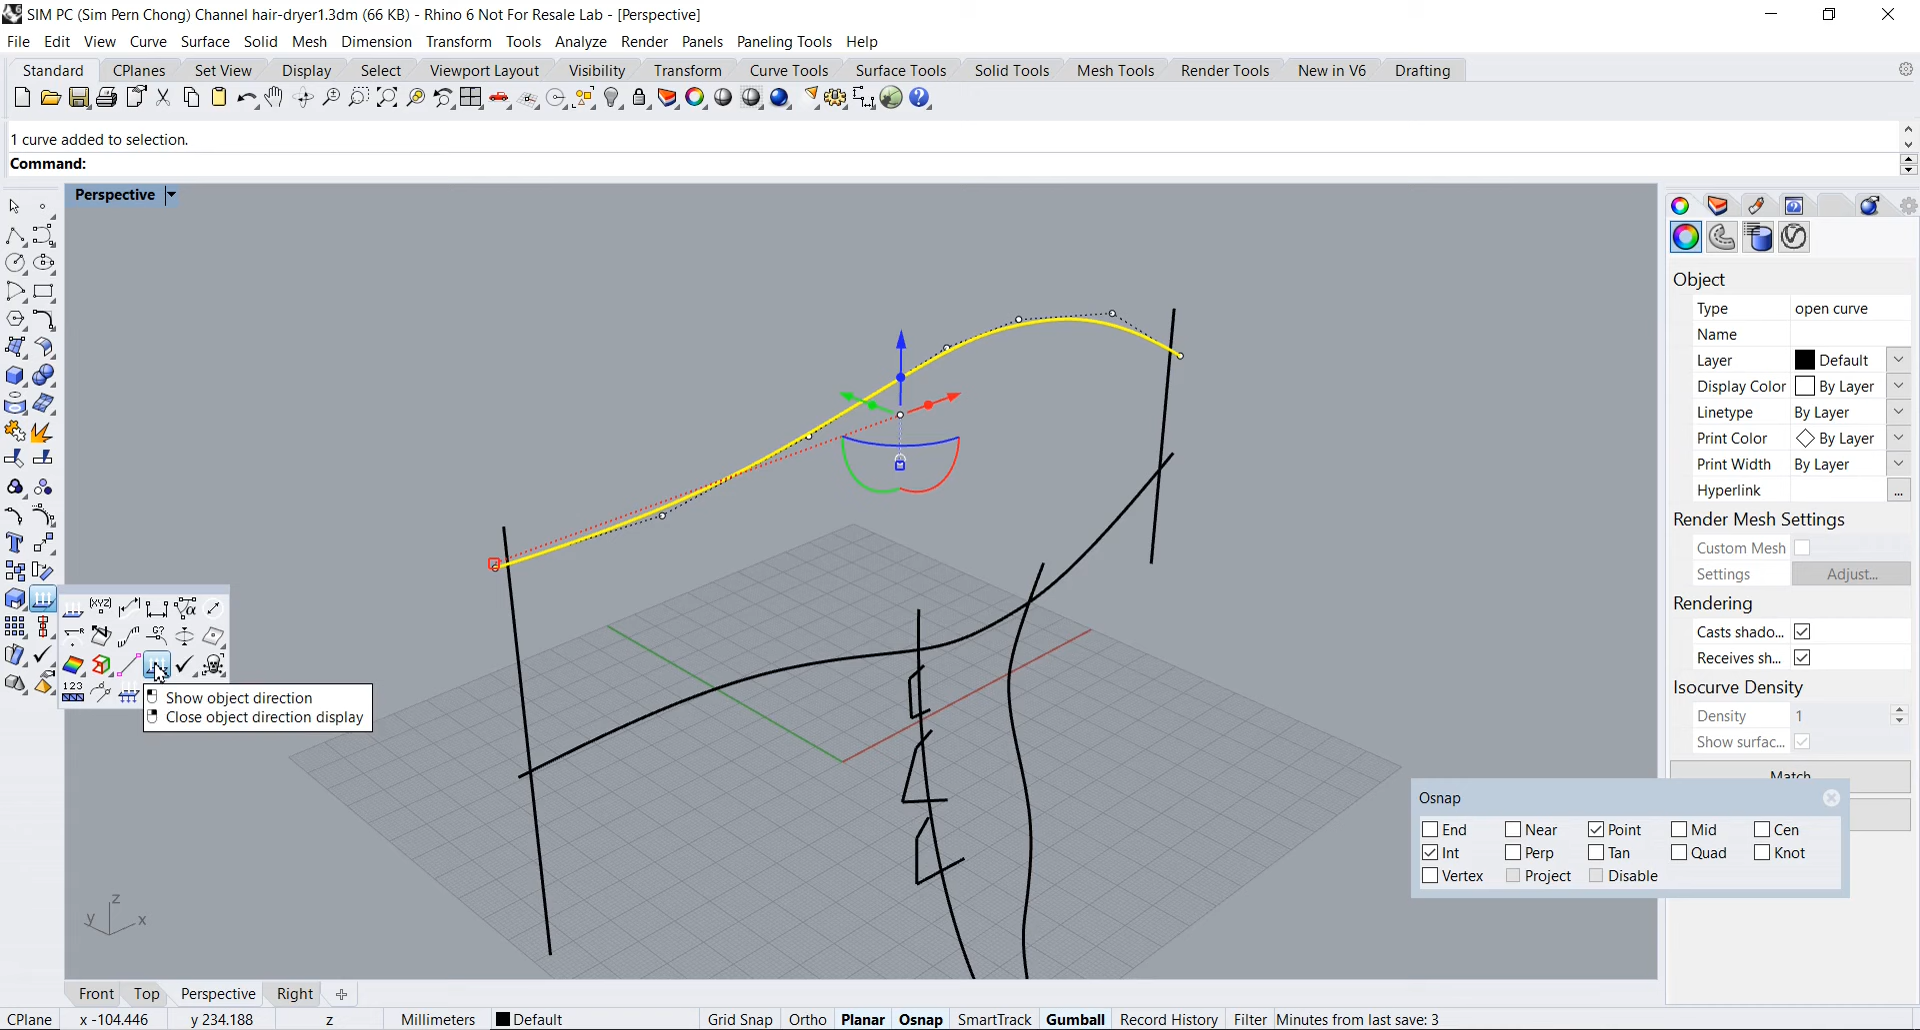 SIM PC (Sim Pern Chong) Channel hair-dryer1.3dm (66 KB) - Rhino 6 Not For Resale Lab - [Perspective]
File Edit View Curve Surface Solid Mesh Dimension Transform Tools Analyze Render Panels Paneling Tools Help
Standard CPlanes Set View Display Select Viewport Layout Visibility Transform Curve Tools Surface Tools Solid Tools Mesh Tools Render Tools New in V6 Drafting
1 curve added to selection.
Command:
Perspective
Object
Type open curve
Name
Layer Default
Display Color By Layer
Linetype By Layer
Print Color By Layer
Print Width By Layer
Hyperlink ...
Render Mesh Settings
Custom Mesh
Settings Adjust...
Rendering
Casts shado...
Receives sh...
Isocurve Density
Density 1
Show surfac...
Match
(XYZ)
R G?
123
Show object direction
Close object direction display
Osnap
End Near Point Mid Cen
Int Perp Tan Quad Knot
Vertex Project Disable
z
y x
Front Top Perspective Right
CPlane x -104.446 y 234.188 z Millimeters Default Grid Snap Ortho Planar Osnap SmartTrack Gumball Record History Filter Minutes from last save: 3